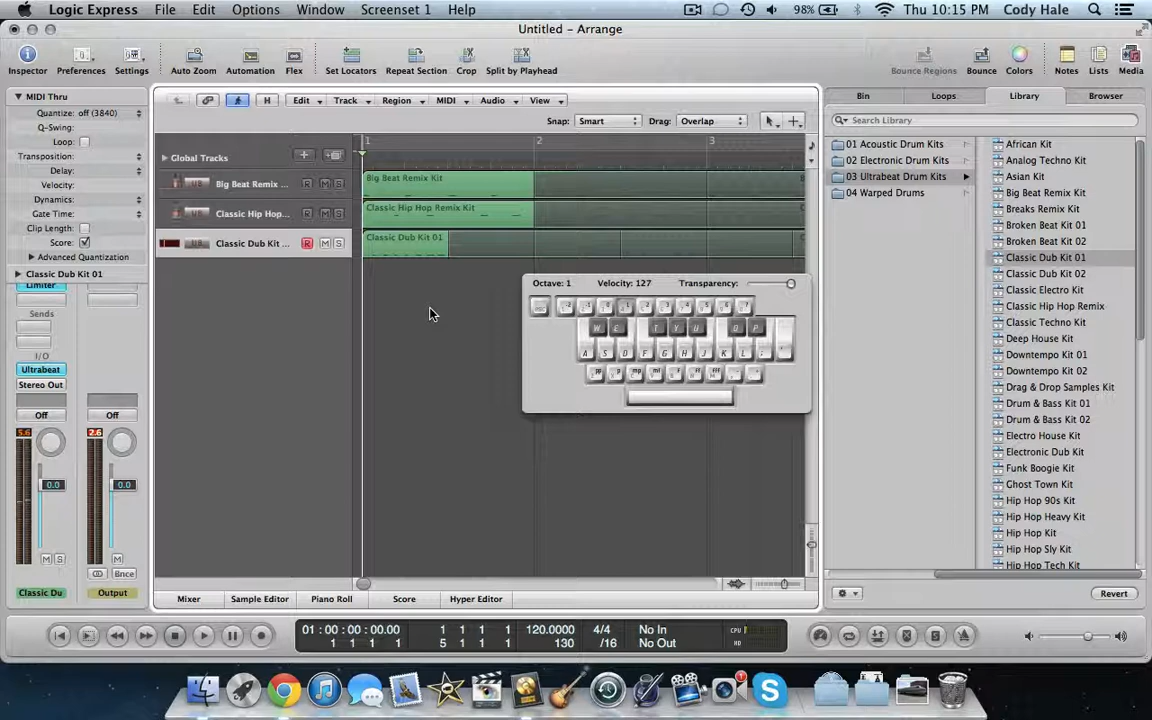 Logic Express File Edit Options Window Screenset 1 Help 98% Thu 10:15 PM Cody Hale
Untitled – Arrange
Inspector Preferences Settings Auto Zoom Automation Flex Set Locators Repeat Section Crop Split by Playhead Bounce Regions Bounce Colors Notes Lists Media
MIDI Thru
Quantize: off (3840)
Q-Swing:
Loop:
Transposition:
Delay:
Velocity:
Dynamics:
Gate Time:
Clip Length:
Score:
Advanced Quantization
Classic Dub Kit 01
Limiter
Sends
I/O
Ultrabeat
Stereo Out
Off Off
5.6 2.6
0.0 0.0
M S M
Bnce
Classic Du Output
H Edit Track Region MIDI Audio View
Snap: Smart Drag: Overlap
1 2 3
Global Tracks
Big Beat Remix ... R M S
Big Beat Remix Kit
Classic Hip Hop... R M S
Classic Hip Hop Remix Kit
Classic Dub Kit ... R M S
Classic Dub Kit 01
Octave: 1 Velocity: 127 Transparency:
W E T Y U O P
A S D F G H J K L ;
Mixer Sample Editor Piano Roll Score Hyper Editor
Bin Loops Library Browser
Search Library
01 Acoustic Drum Kits
02 Electronic Drum Kits
03 Ultrabeat Drum Kits
04 Warped Drums
African Kit
Analog Techno Kit
Asian Kit
Big Beat Remix Kit
Breaks Remix Kit
Broken Beat Kit 01
Broken Beat Kit 02
Classic Dub Kit 01
Classic Dub Kit 02
Classic Electro Kit
Classic Hip Hop Remix
Classic Techno Kit
Deep House Kit
Downtempo Kit 01
Downtempo Kit 02
Drag & Drop Samples Kit
Drum & Bass Kit 01
Drum & Bass Kit 02
Electro House Kit
Electronic Dub Kit
Funk Boogie Kit
Ghost Town Kit
Hip Hop 90s Kit
Hip Hop Heavy Kit
Hip Hop Kit
Hip Hop Sly Kit
Hip Hop Tech Kit
Revert
01 : 00 : 00 : 00.00 1 1 1 1 120.0000 4/4 No In CPU
5 1 1 1 130 /16 No Out HD